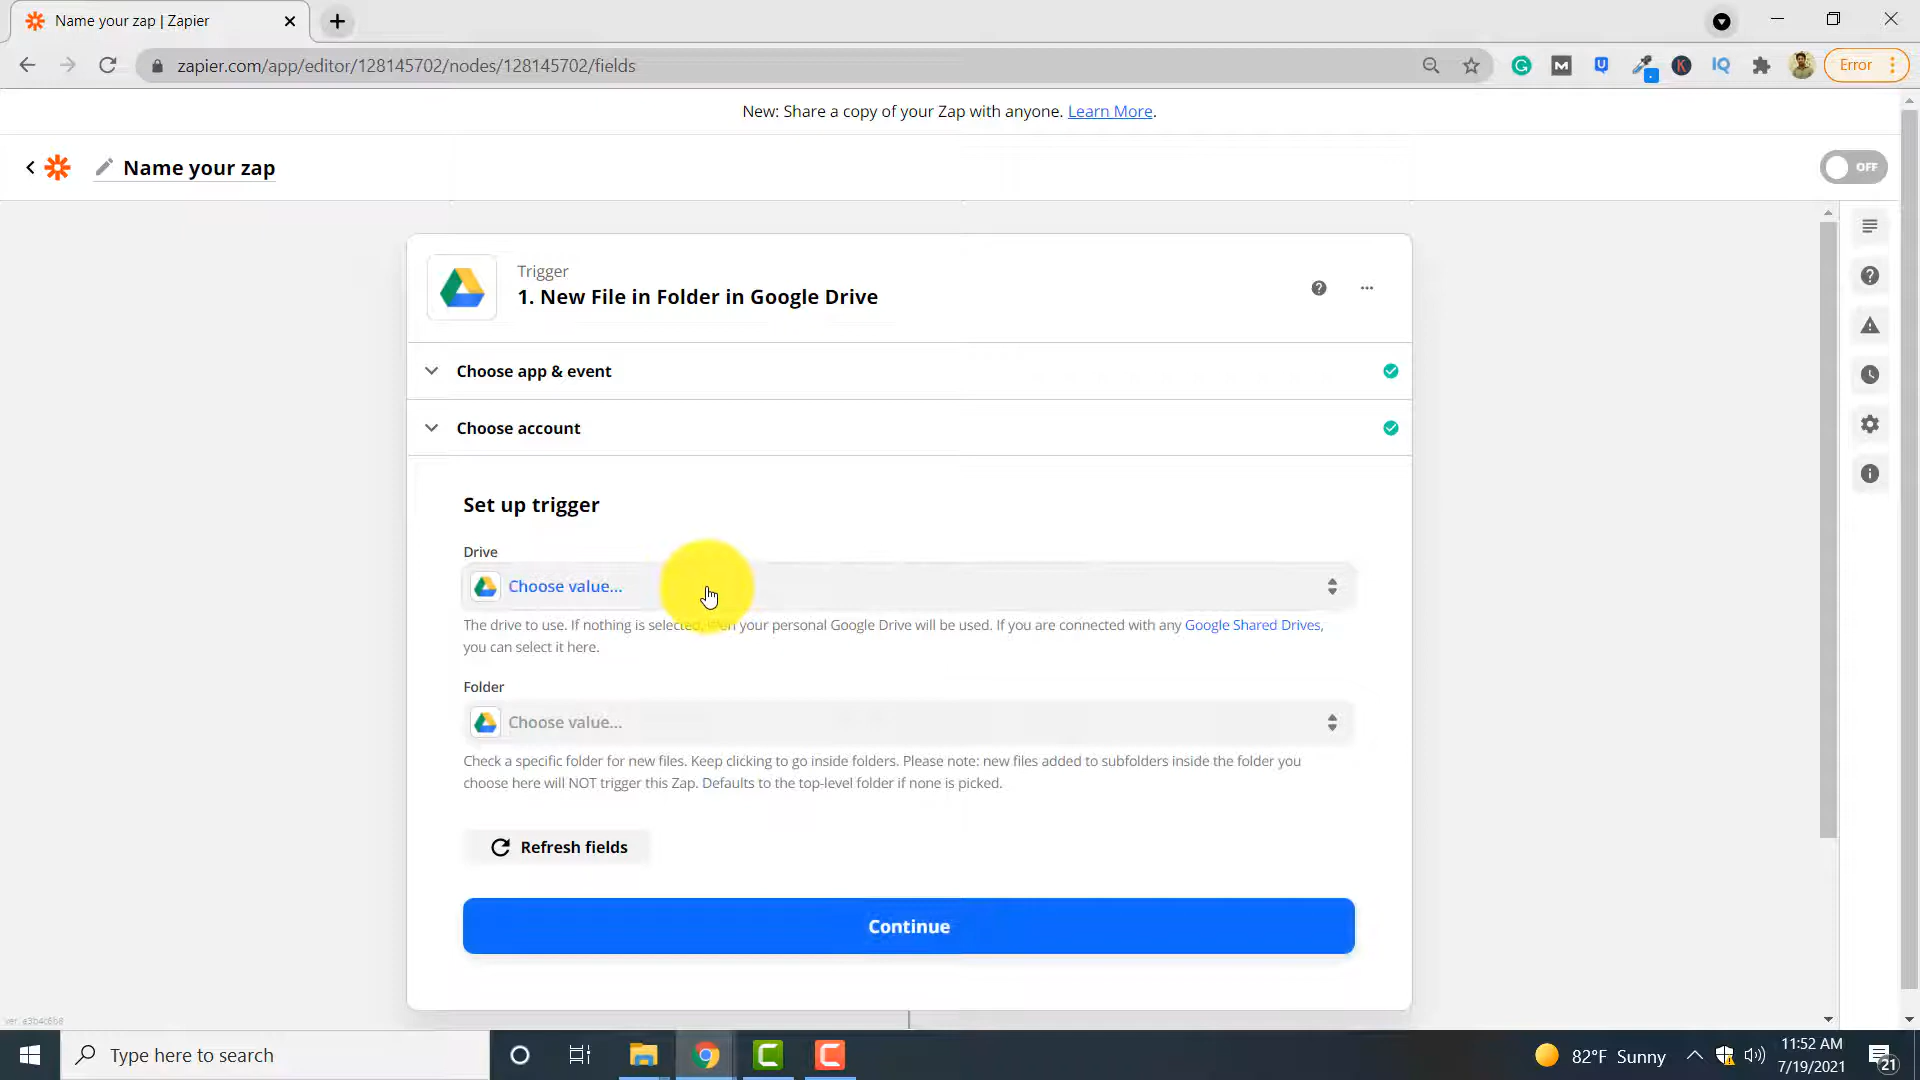 Name your zap | Zapier
zapier.com/app/editor/128145702/nodes/128145702/fields
Error
New: Share a copy of your Zap with anyone. Learn More.
Name your zap
OFF
Trigger
1. New File in Folder in Google Drive
Choose app & event
Choose account
Set up trigger
Drive
Choose value...
The drive to use. If nothing is selected, your personal Google Drive will be used. If you are connected with any Google Shared Drives,
you can select it here.
Folder
Choose value...
Check a specific folder for new files. Keep clicking to go inside folders. Please note: new files added to subfolders inside the folder you
choose here will NOT trigger this Zap. Defaults to the top-level folder if none is picked.
Refresh fields
Continue
ver. a3b4c6b8
Type here to search
82°F Sunny
11:52 AM
7/19/2021
21